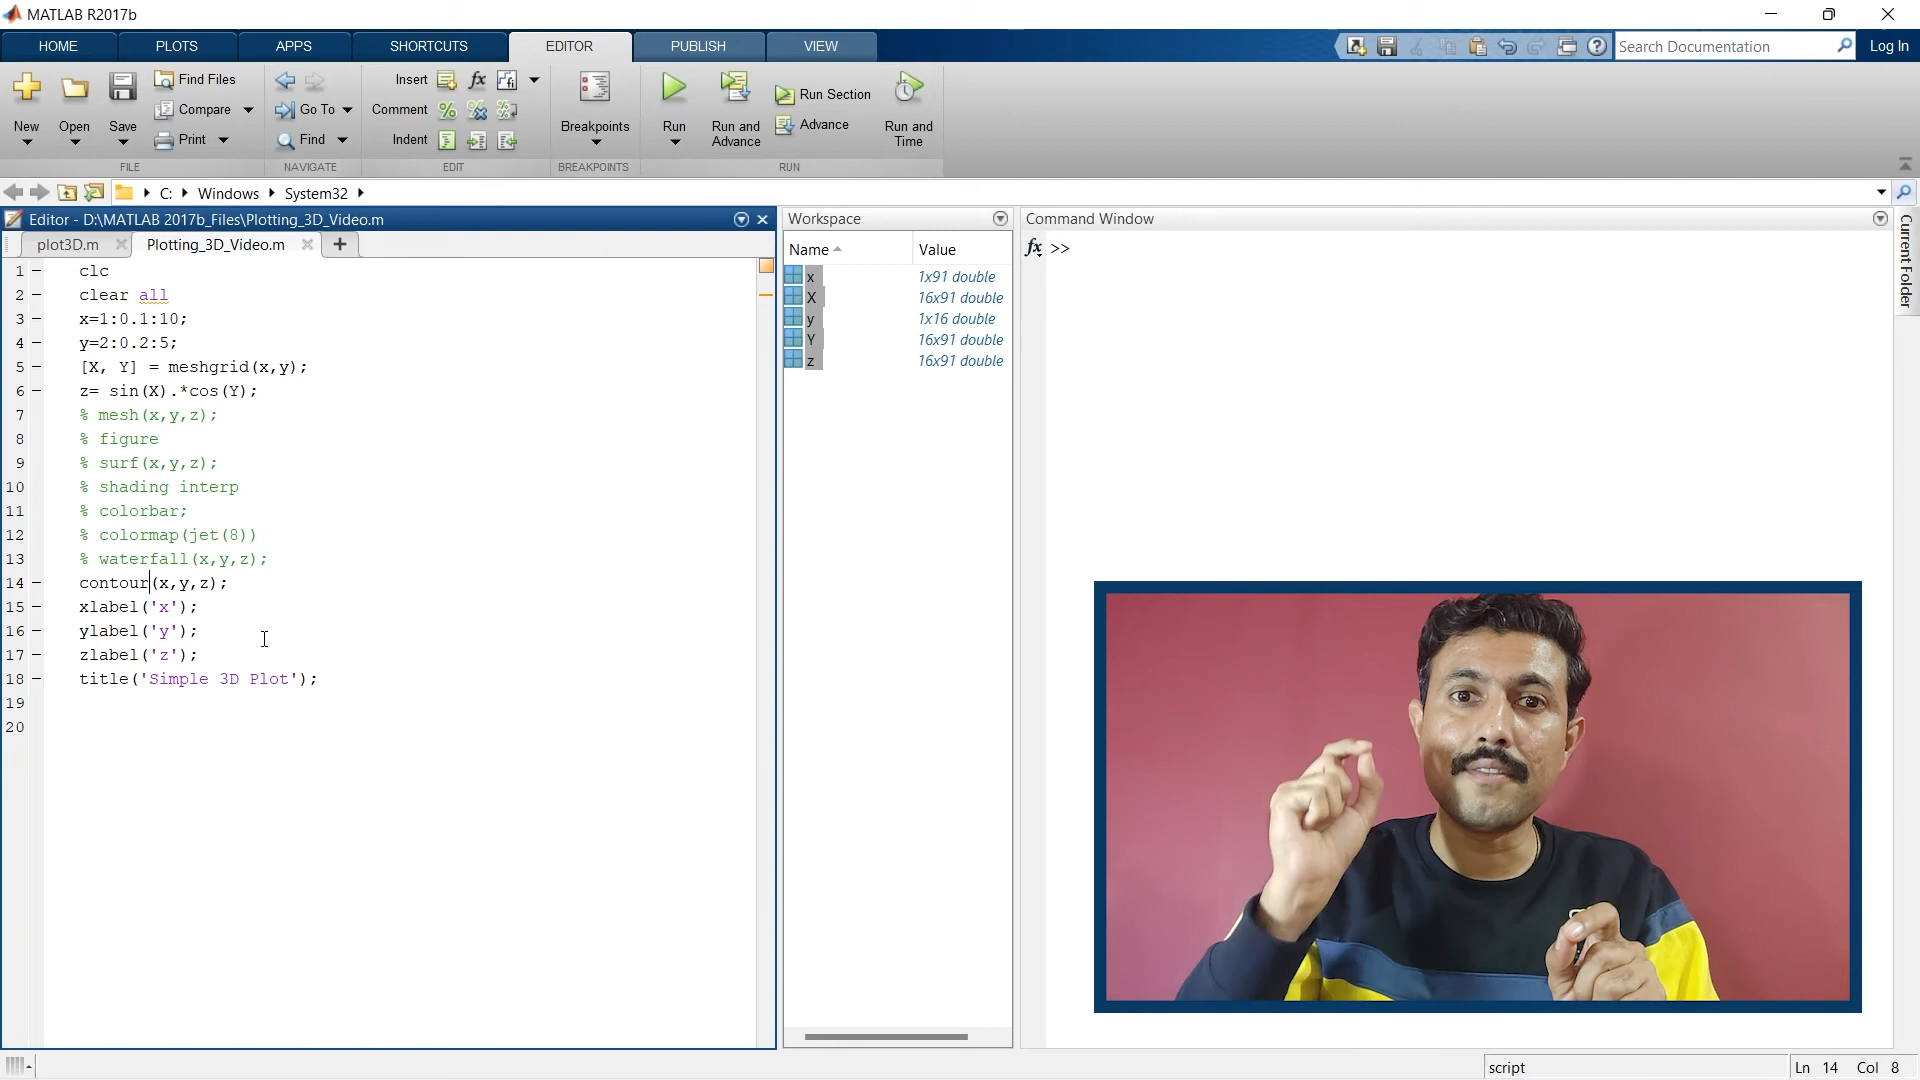 MATLAB R2017b
HOME PLOTS APPS SHORTCUTS EDITOR PUBLISH VIEW Search Documentation Log In
New Open Save Find Files Compare Print
FILE
Go To Find
NAVIGATE
Insert fx
Comment
Indent
EDIT
Breakpoints
BREAKPOINTS
Run Run and Advance Run Section Advance Run and Time
RUN
C: Windows System32
Editor - D:\MATLAB 2017b_Files\Plotting_3D_Video.m
plot3D.m Plotting_3D_Video.m
1 clc
2 clear all
3 x=1:0.1:10;
4 y=2:0.2:5;
5 [X, Y] = meshgrid(x,y);
6 z= sin(X).*cos(Y);
7 % mesh(x,y,z);
8 % figure
9 % surf(x,y,z);
10 % shading interp
11 % colorbar;
12 % colormap(jet(8))
13 % waterfall(x,y,z);
14 contour(x,y,z);
15 xlabel('x');
16 ylabel('y');
17 zlabel('z');
18 title('Simple 3D Plot');
19
20
Workspace
Name Value
x 1x91 double
X 16x91 double
y 1x16 double
Y 16x91 double
z 16x91 double
Command Window
fx >>
Current Folder
script Ln 14 Col 8